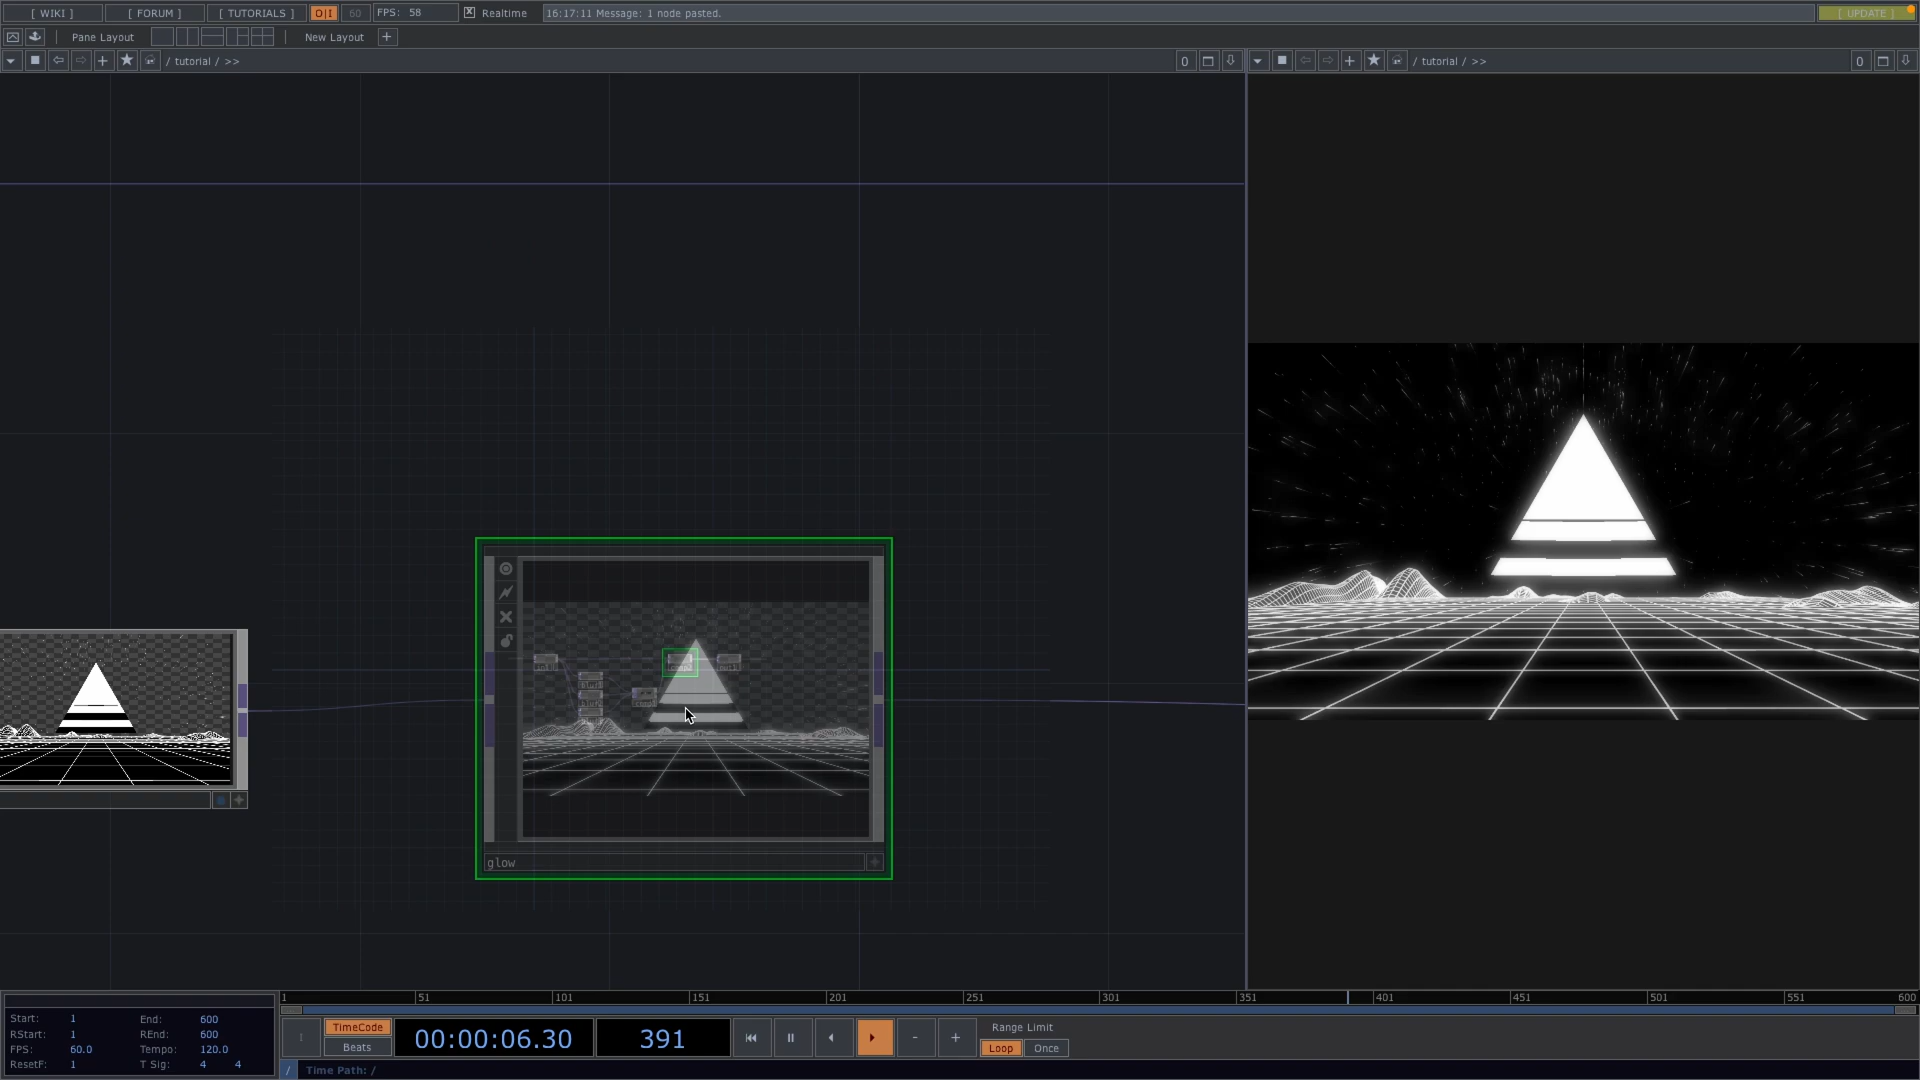 [ WIKI ] [ FORUM ] [ TUTORIALS ] O|I 60 FPS: 58 Realtime 16:17:11 Message: 1 node pasted. [ UPDATE ]
Pane Layout New Layout +
/ tutorial / >> 0 / tutorial / >> 0
glow
1 51 101 151 201 251 301 351 401 451 501 551 600
Start: 1 End: 600
RStart: 1 REnd: 600
FPS: 60.0 Tempo: 120.0
ResetF: 1 T Sig: 4 4
TimeCode
Beats
00:00:06.30 391 - +
Range Limit
Loop Once
/ Time Path: /